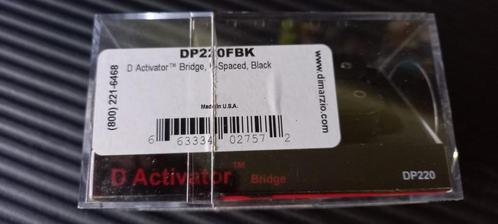 DP220FBK
D Activator™ Bridge, F-Spaced, Black
(800) 221-6468
www.dimarzio.com
Made in U.S.A.
6 63334 02757 2
D Activator™ Bridge
DP220